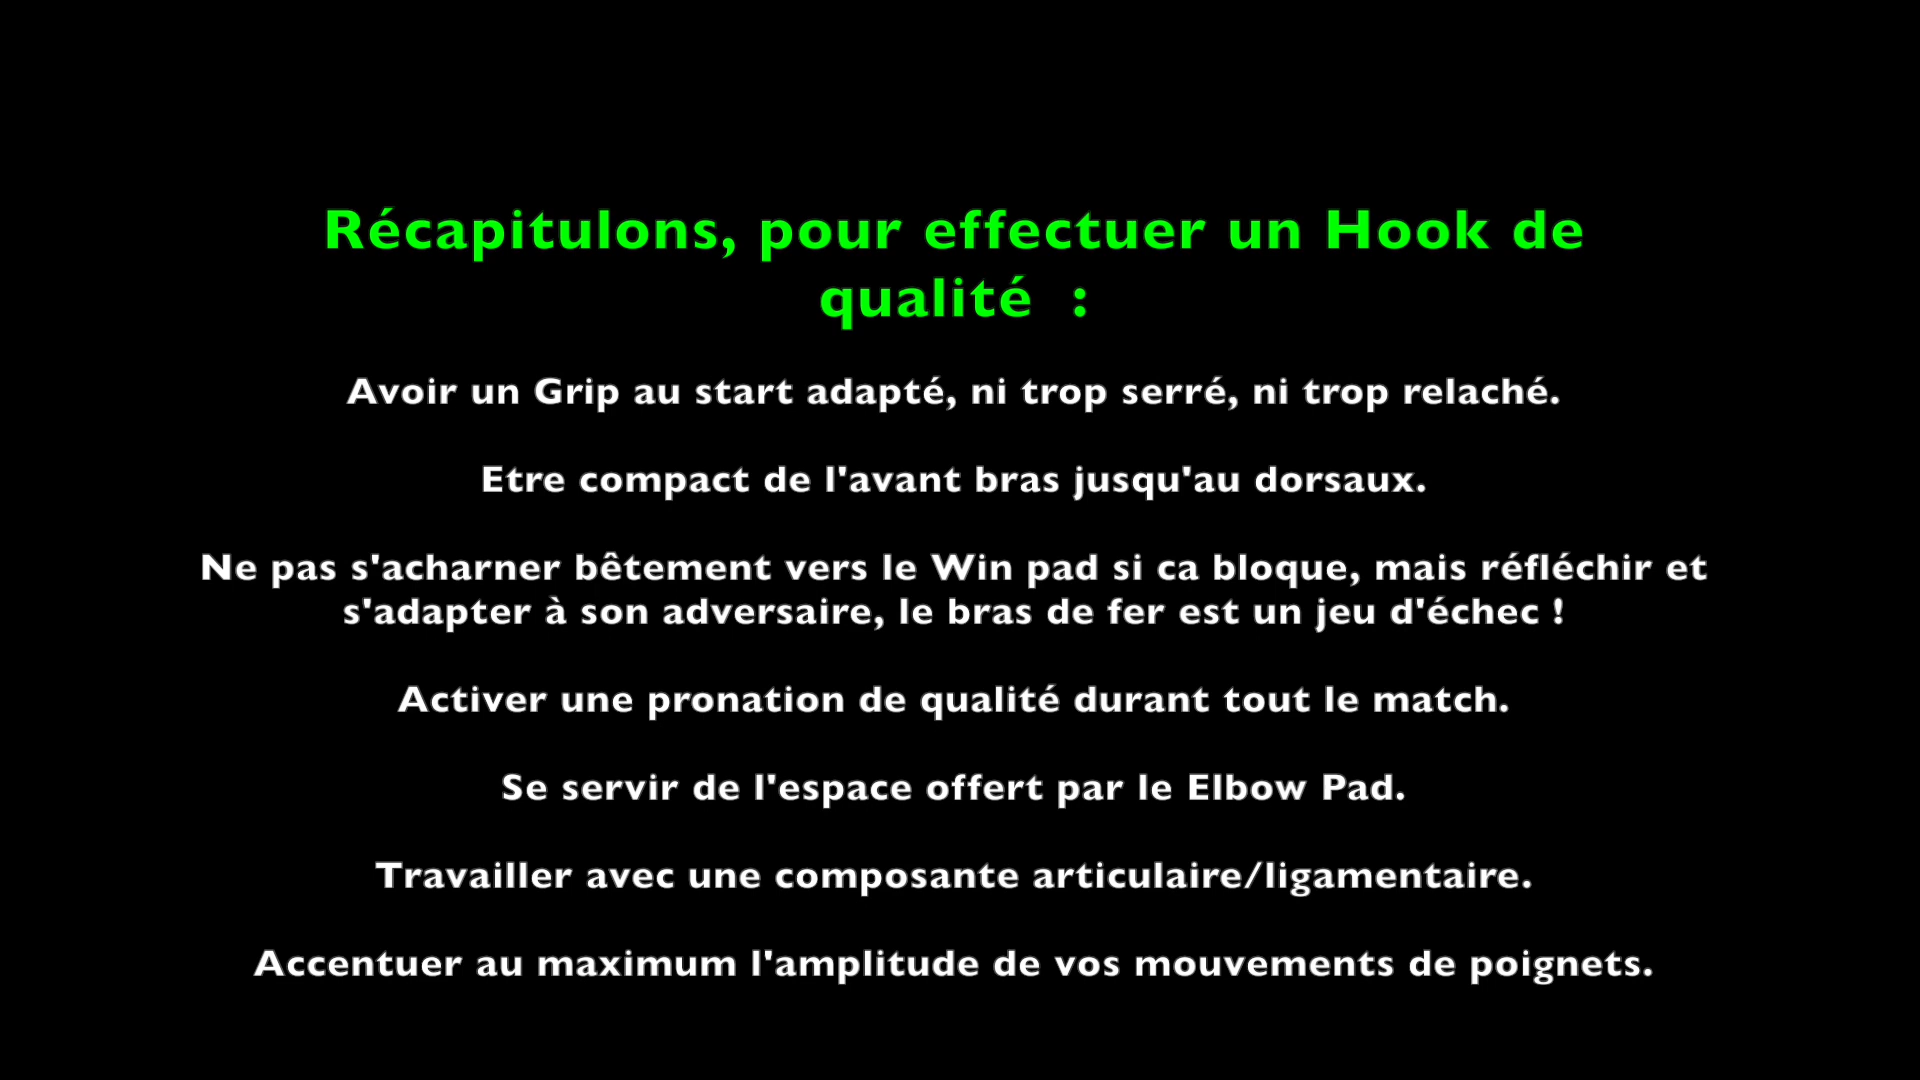 Récapitulons, pour effectuer un Hook de
qualité  :
Avoir un Grip au start adapté, ni trop serré, ni trop relaché.
Etre compact de l'avant bras jusqu'au dorsaux.
Ne pas s'acharner bêtement vers le Win pad si ca bloque, mais réfléchir et
s'adapter à son adversaire, le bras de fer est un jeu d'échec !
Activer une pronation de qualité durant tout le match.
Se servir de l'espace offert par le Elbow Pad.
Travailler avec une composante articulaire/ligamentaire.
Accentuer au maximum l'amplitude de vos mouvements de poignets.